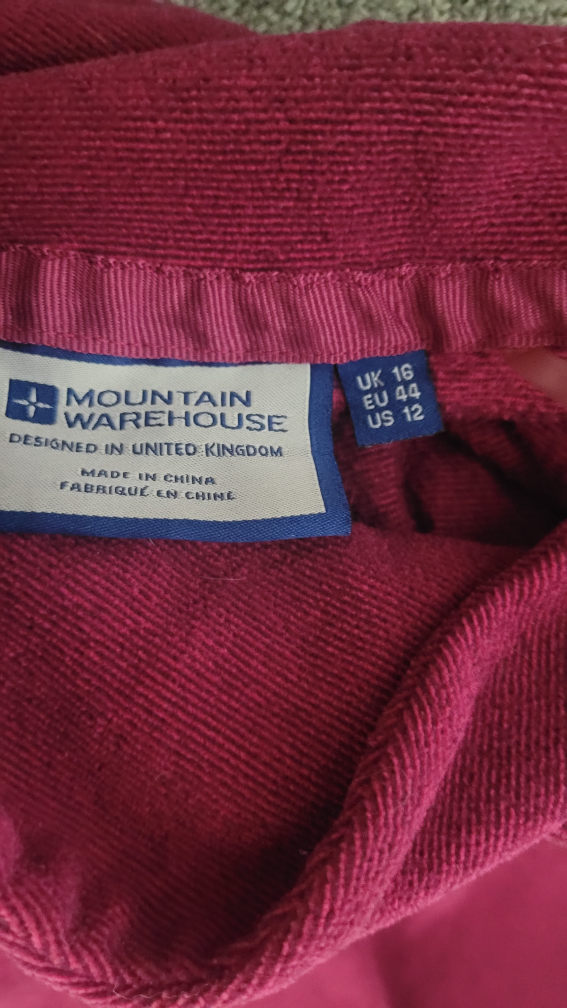 MOUNTAIN
WAREHOUSE
DESIGNED IN UNITED KINGDOM
MADE IN CHINA
FABRIQUÉ EN CHINE
UK 16
EU 44
US 12